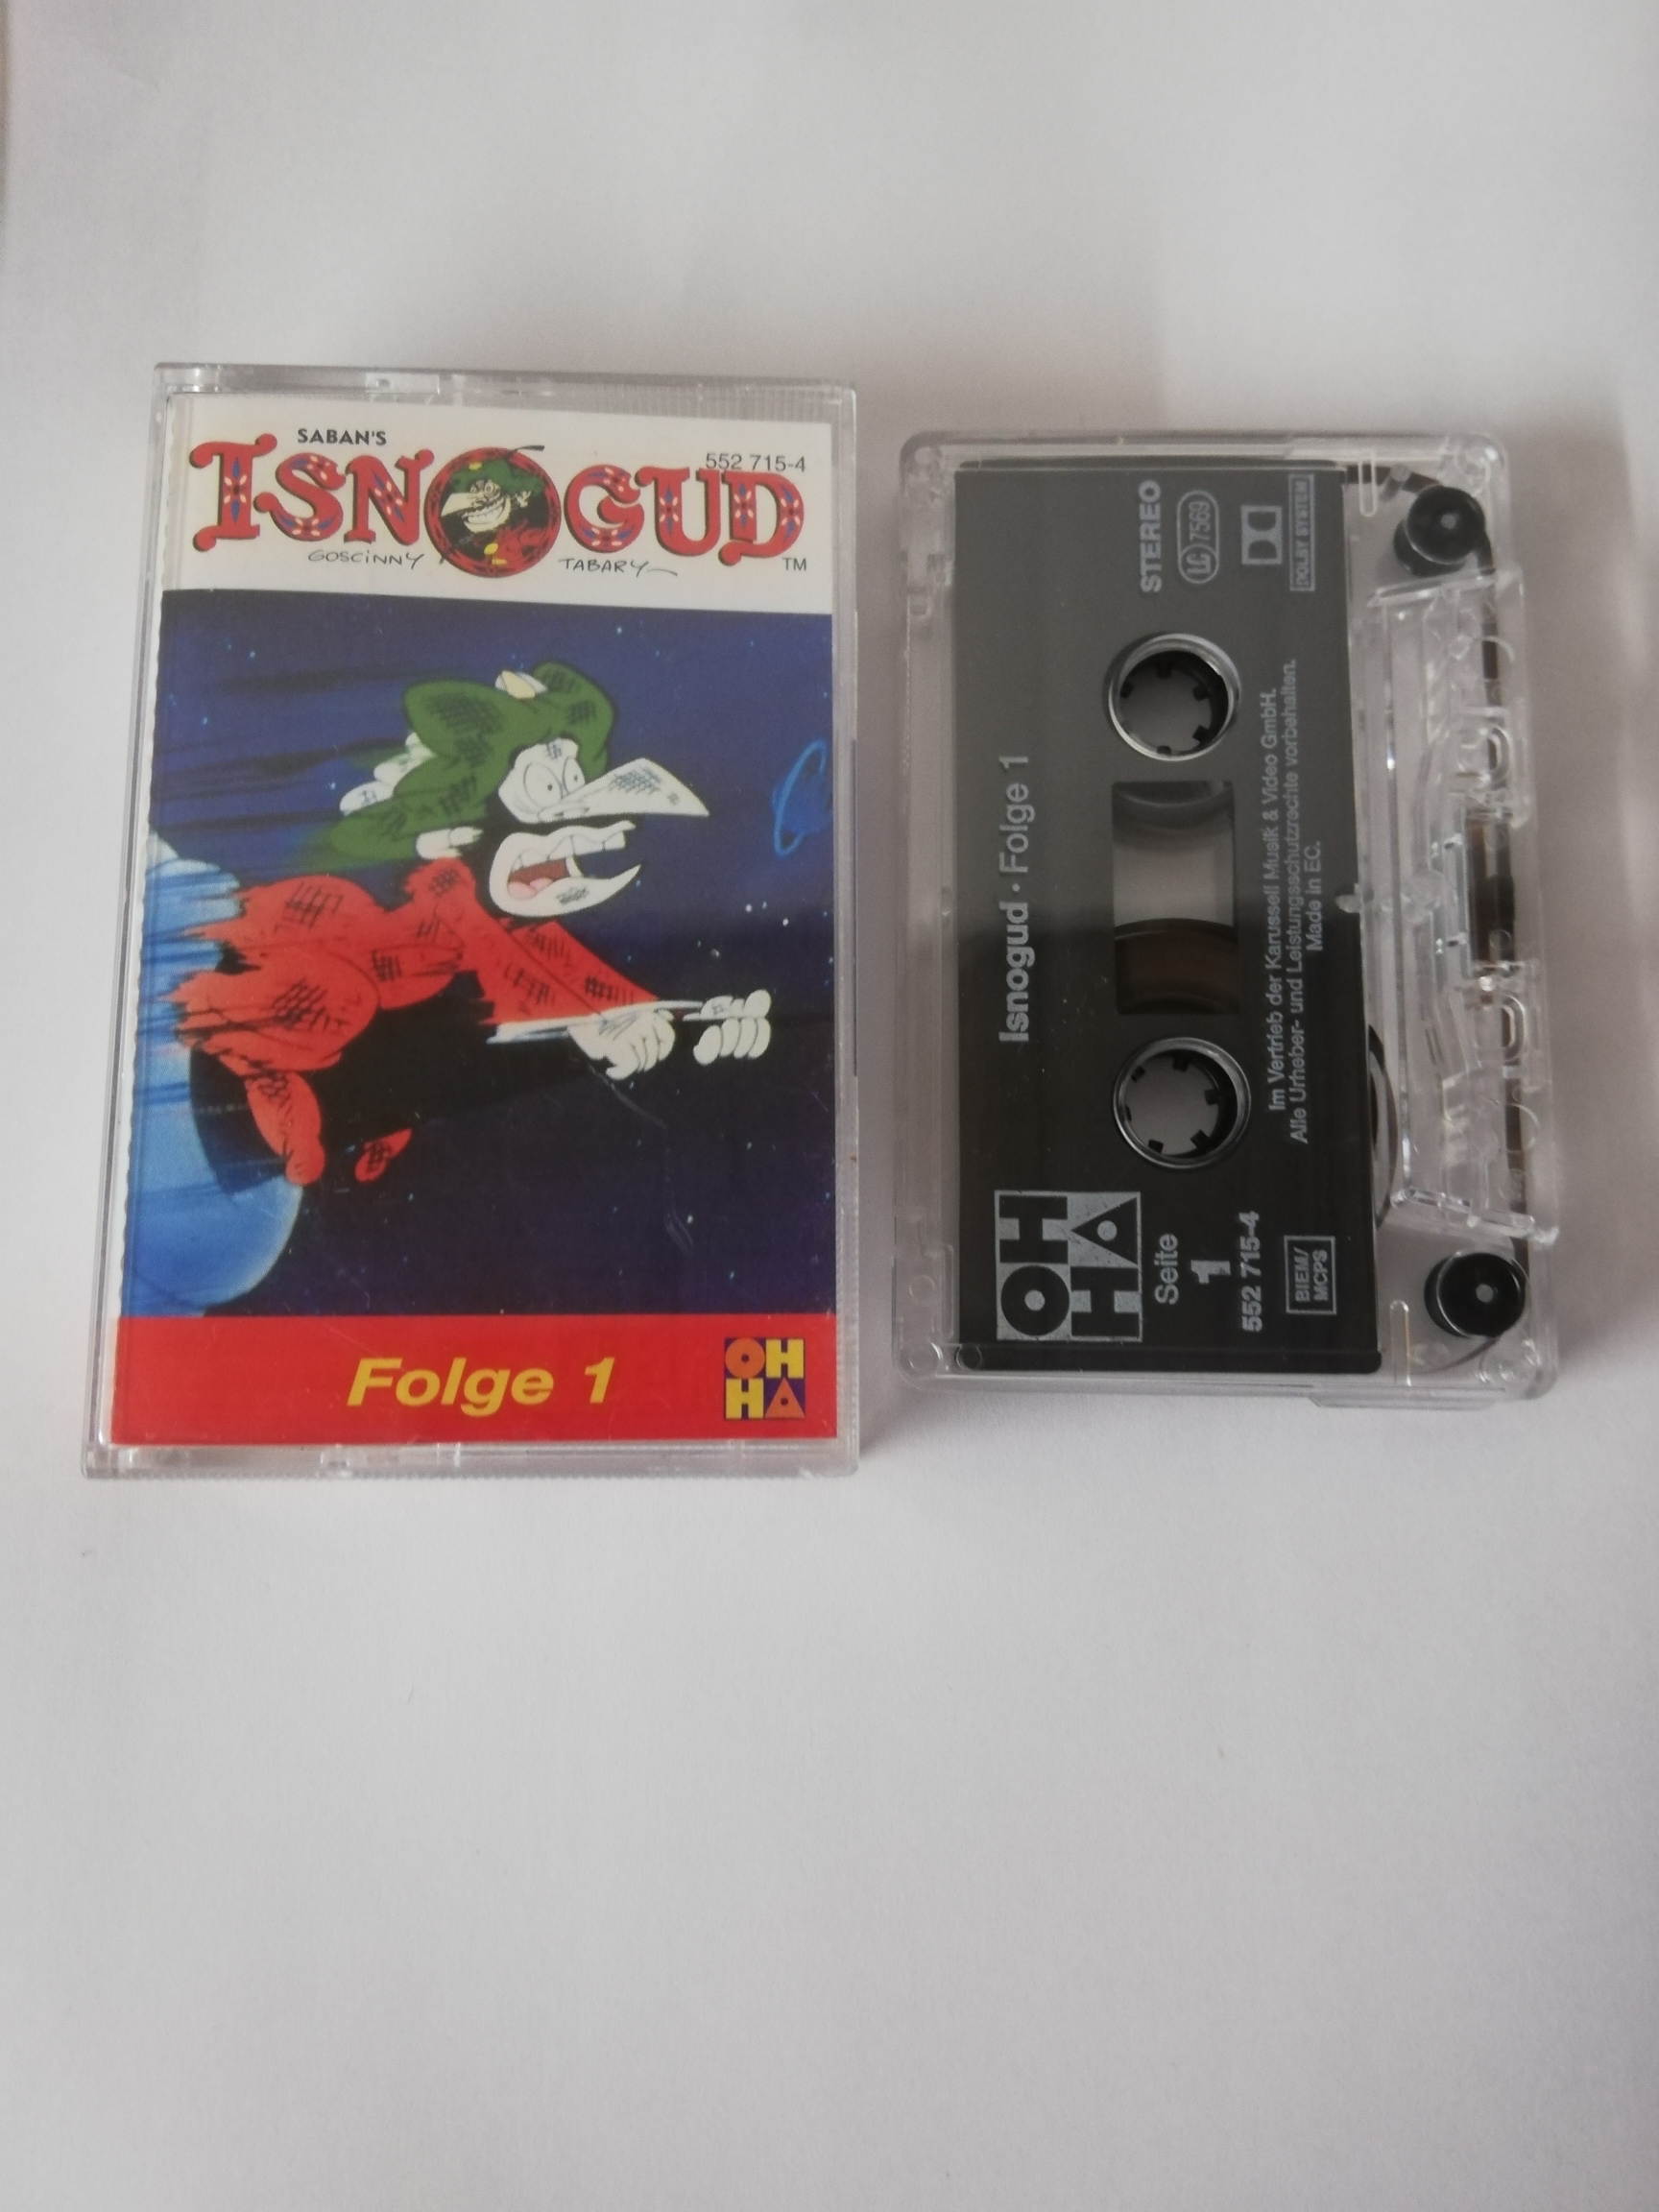 SABAN'S
552 715-4
ISNOGUD
GOSCINNY TABARY
TM
Folge 1
OH
HA
Isnogud · Folge 1
OH
HA
Seite
1
552 715-4
BIEM/
MCPS
STEREO
LC 7569
DOLBY SYSTEM
Im Vertrieb der Karussell Musik & Video GmbH.
Alle Urheber- und Leistungsschutzrechte vorbehalten.
Made in EC.